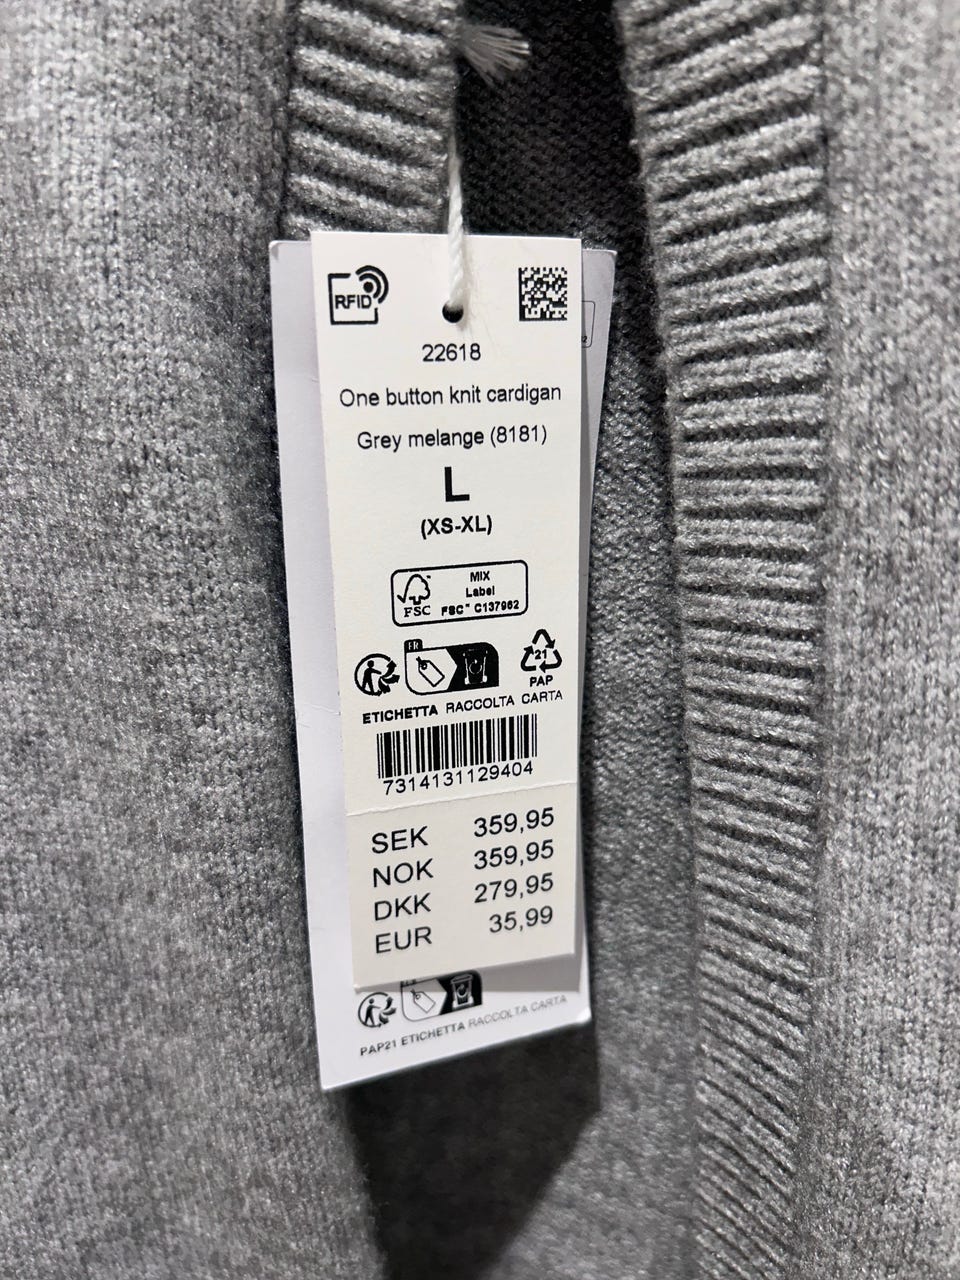 RFID
22618
One button knit cardigan
Grey melange (8181)
L
(XS-XL)
MIX
Label
FSC™ C137982
FSC
FR
21
PAP
ETICHETTA RACCOLTA CARTA
7314131129404
SEK 359,95
NOK 359,95
DKK 279,95
EUR 35,99
PAP21 ETICHETTA RACCOLTA CARTA